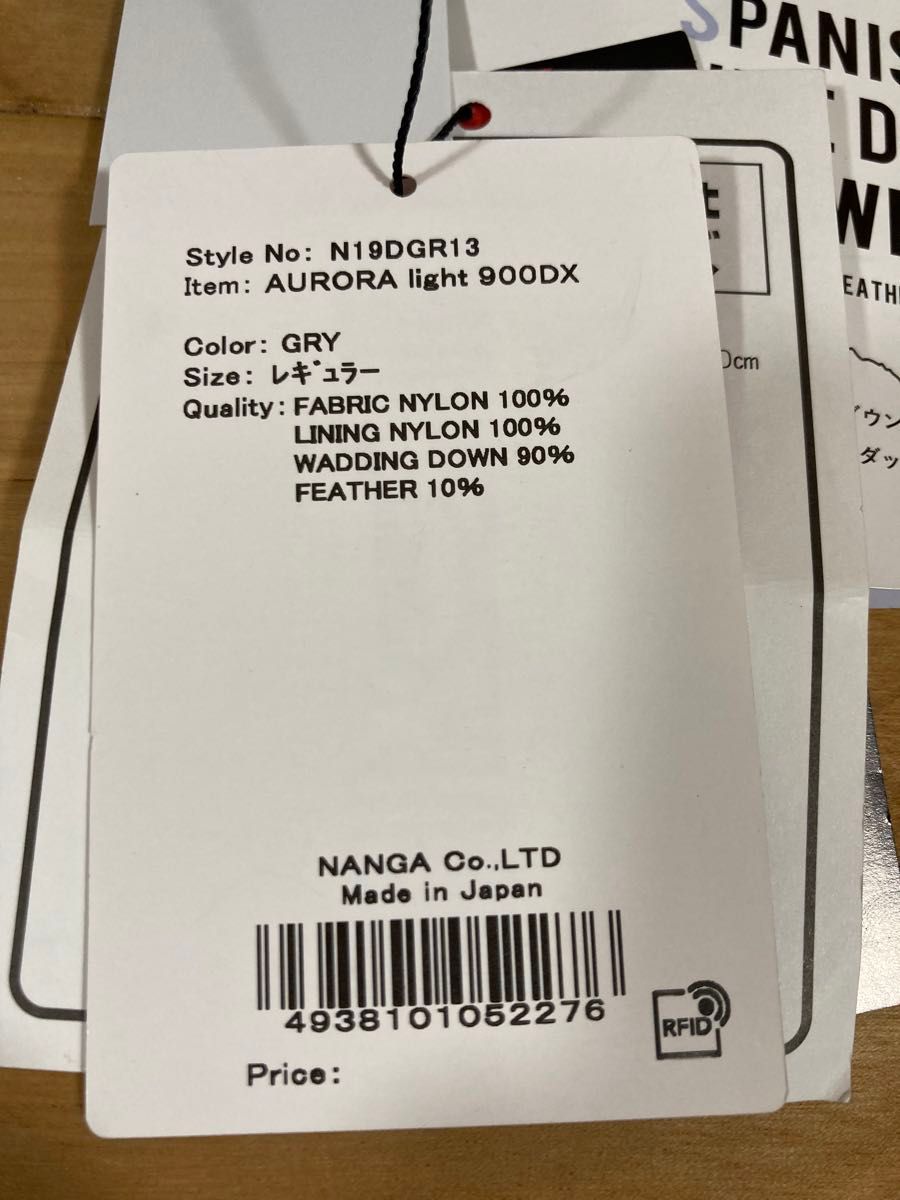 SPANIS
D
Style No: N19DGR13
Item: AURORA light 900DX
Color: GRY
Size: レギュラー
Quality: FABRIC NYLON 100%
LINING NYLON 100%
WADDING DOWN 90%
FEATHER 10%
NANGA Co.,LTD
Made in Japan
4938101052276
RFID
Price:
EATH
cm
ウン
ダッ